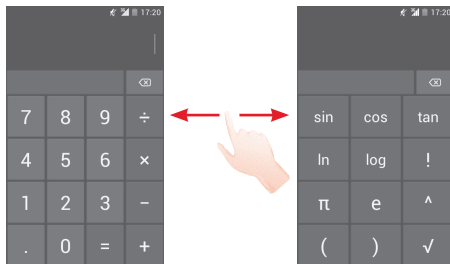 17:20
7 8 9 ÷
4 5 6 ×
1 2 3 −
. 0 = +
17:20
sin cos tan
ln log !
π e ^
( ) √